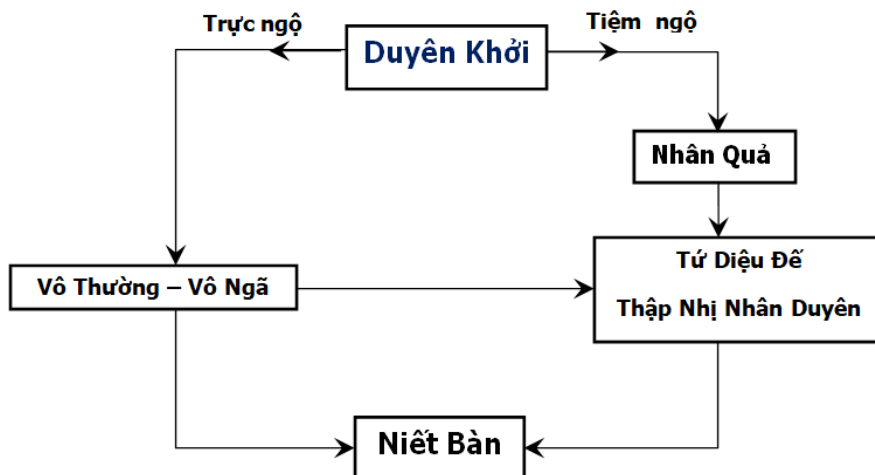 Trực ngộ
Duyên Khởi
Tiệm ngộ
Nhân Quả
Vô Thường – Vô Ngã
Tứ Diệu Đế
Thập Nhị Nhân Duyên
Niết Bàn